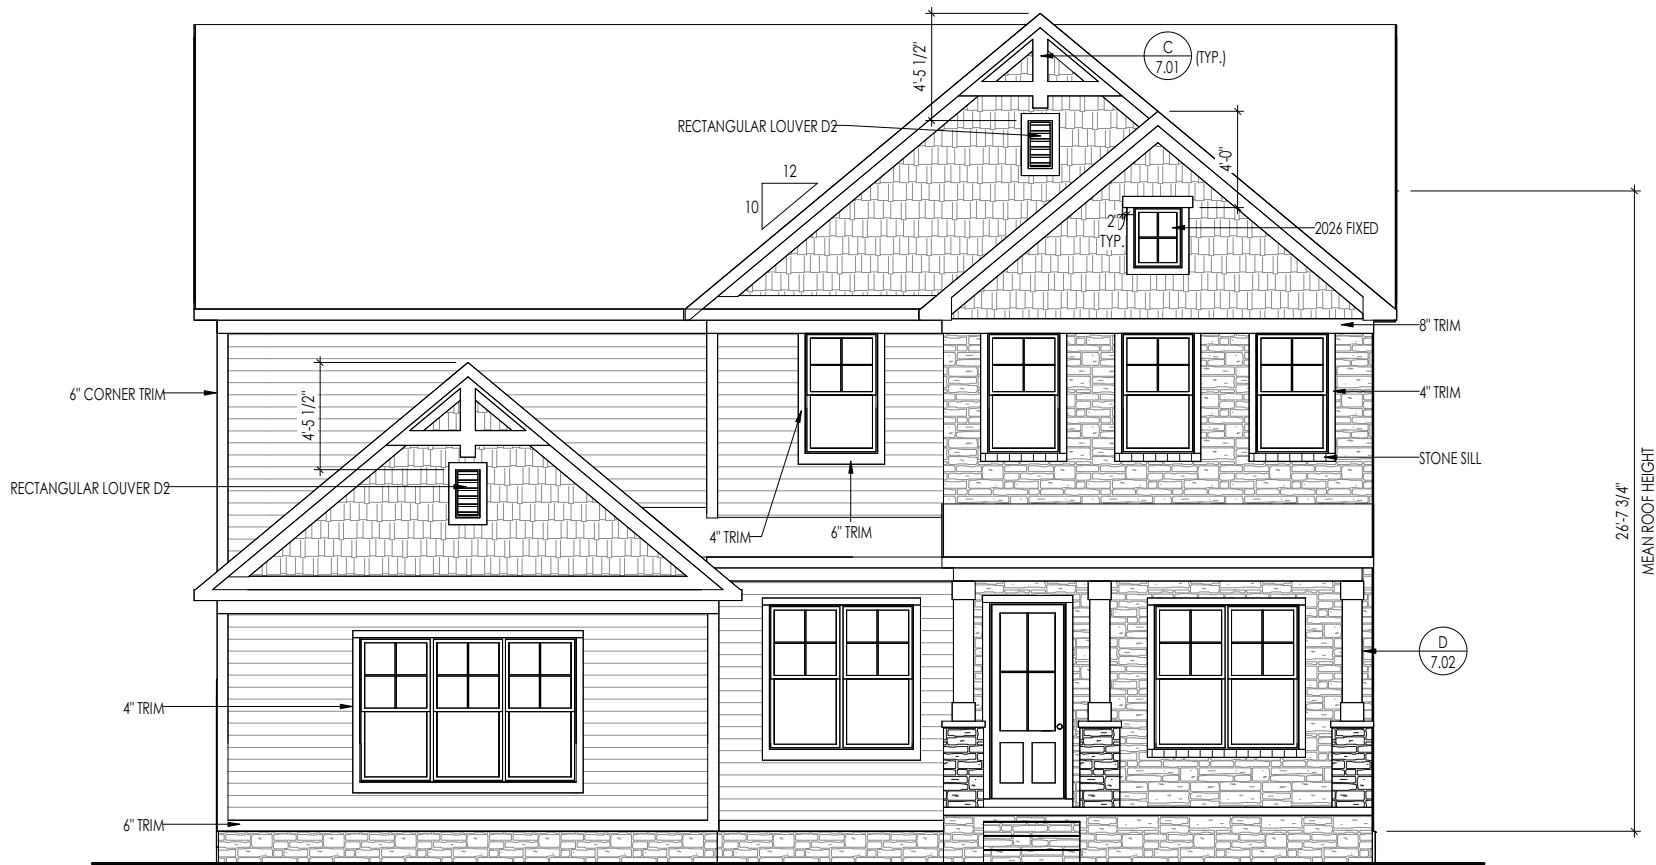 4'-5 1/2"
C
7.01
(TYP.)
RECTANGULAR LOUVER D2
12
10
4'-0"
2"
TYP.
2026 FIXED
8" TRIM
6" CORNER TRIM
4'-5 1/2"
4" TRIM
STONE SILL
RECTANGULAR LOUVER D2
4" TRIM
6" TRIM
26'-7 3/4"
MEAN ROOF HEIGHT
D
7.02
4" TRIM
6" TRIM